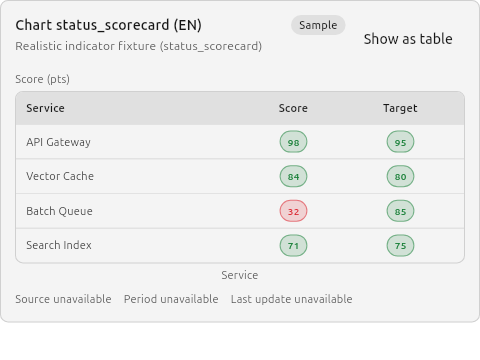 Chart status_scorecard (EN)
Sample
Show as table
Realistic indicator fixture (status_scorecard)
Score (pts)
Service Score Target
API Gateway 98 95
Vector Cache 84 80
Batch Queue 32 85
Search Index 71 75
Service
Source unavailable Period unavailable Last update unavailable